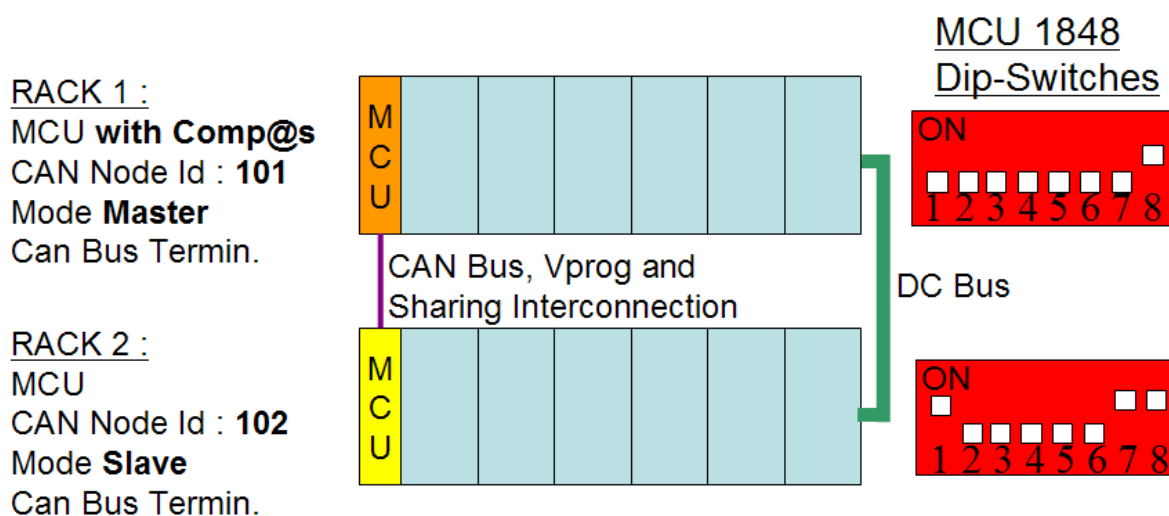 MCU 1848
Dip-Switches
RACK 1 :
MCU with Comp@s
CAN Node Id : 101
Mode Master
Can Bus Termin.
M
C
U
ON
1 2 3 4 5 6 7 8
CAN Bus, Vprog and
Sharing Interconnection
DC Bus
RACK 2 :
MCU
CAN Node Id : 102
Mode Slave
Can Bus Termin.
M
C
U
ON
1 2 3 4 5 6 7 8